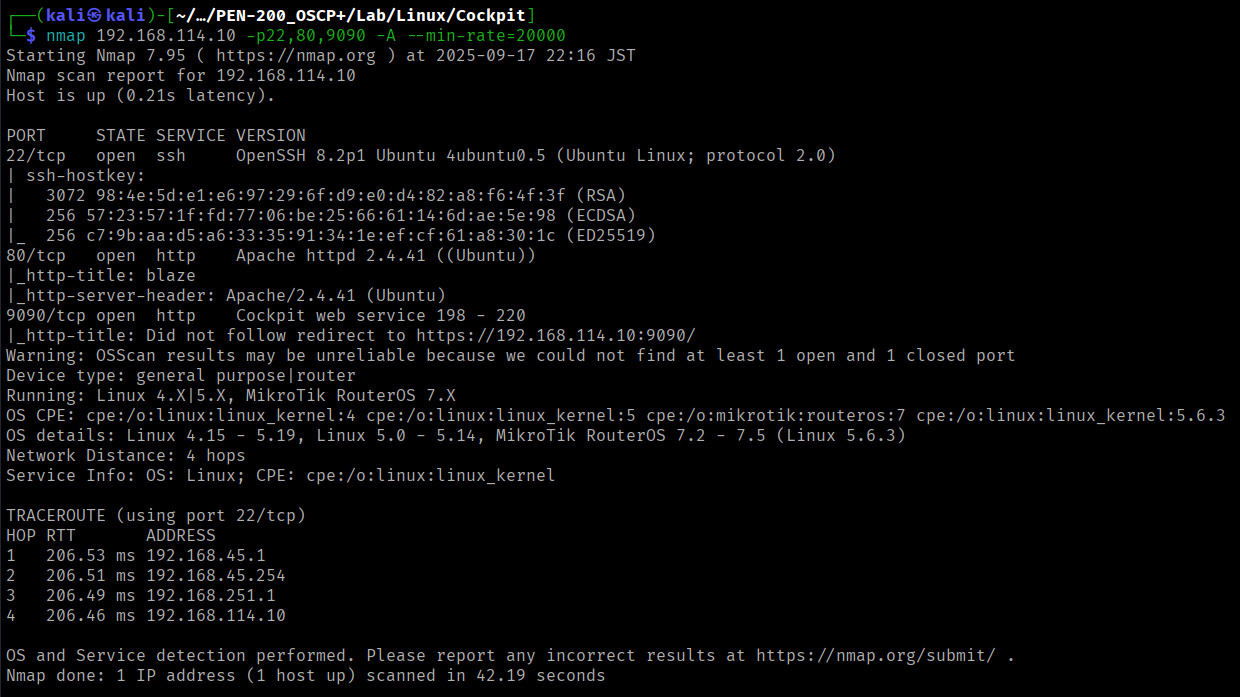 ┌──(kali㉿kali)-[~/…/PEN-200_OSCP+/Lab/Linux/Cockpit]
└─$ nmap 192.168.114.10 -p22,80,9090 -A --min-rate=20000
Starting Nmap 7.95 ( https://nmap.org ) at 2025-09-17 22:16 JST
Nmap scan report for 192.168.114.10
Host is up (0.21s latency).

PORT     STATE SERVICE VERSION
22/tcp   open  ssh     OpenSSH 8.2p1 Ubuntu 4ubuntu0.5 (Ubuntu Linux; protocol 2.0)
| ssh-hostkey:
|   3072 98:4e:5d:e1:e6:97:29:6f:d9:e0:d4:82:a8:f6:4f:3f (RSA)
|   256 57:23:57:1f:fd:77:06:be:25:66:61:14:6d:ae:5e:98 (ECDSA)
|_  256 c7:9b:aa:d5:a6:33:35:91:34:1e:ef:cf:61:a8:30:1c (ED25519)
80/tcp   open  http    Apache httpd 2.4.41 ((Ubuntu))
|_http-title: blaze
|_http-server-header: Apache/2.4.41 (Ubuntu)
9090/tcp open  http    Cockpit web service 198 - 220
|_http-title: Did not follow redirect to https://192.168.114.10:9090/
Warning: OSScan results may be unreliable because we could not find at least 1 open and 1 closed port
Device type: general purpose|router
Running: Linux 4.X|5.X, MikroTik RouterOS 7.X
OS CPE: cpe:/o:linux:linux_kernel:4 cpe:/o:linux:linux_kernel:5 cpe:/o:mikrotik:routeros:7 cpe:/o:linux:linux_kernel:5.6.3
OS details: Linux 4.15 - 5.19, Linux 5.0 - 5.14, MikroTik RouterOS 7.2 - 7.5 (Linux 5.6.3)
Network Distance: 4 hops
Service Info: OS: Linux; CPE: cpe:/o:linux:linux_kernel

TRACEROUTE (using port 22/tcp)
HOP RTT       ADDRESS
1   206.53 ms 192.168.45.1
2   206.51 ms 192.168.45.254
3   206.49 ms 192.168.251.1
4   206.46 ms 192.168.114.10

OS and Service detection performed. Please report any incorrect results at https://nmap.org/submit/ .
Nmap done: 1 IP address (1 host up) scanned in 42.19 seconds